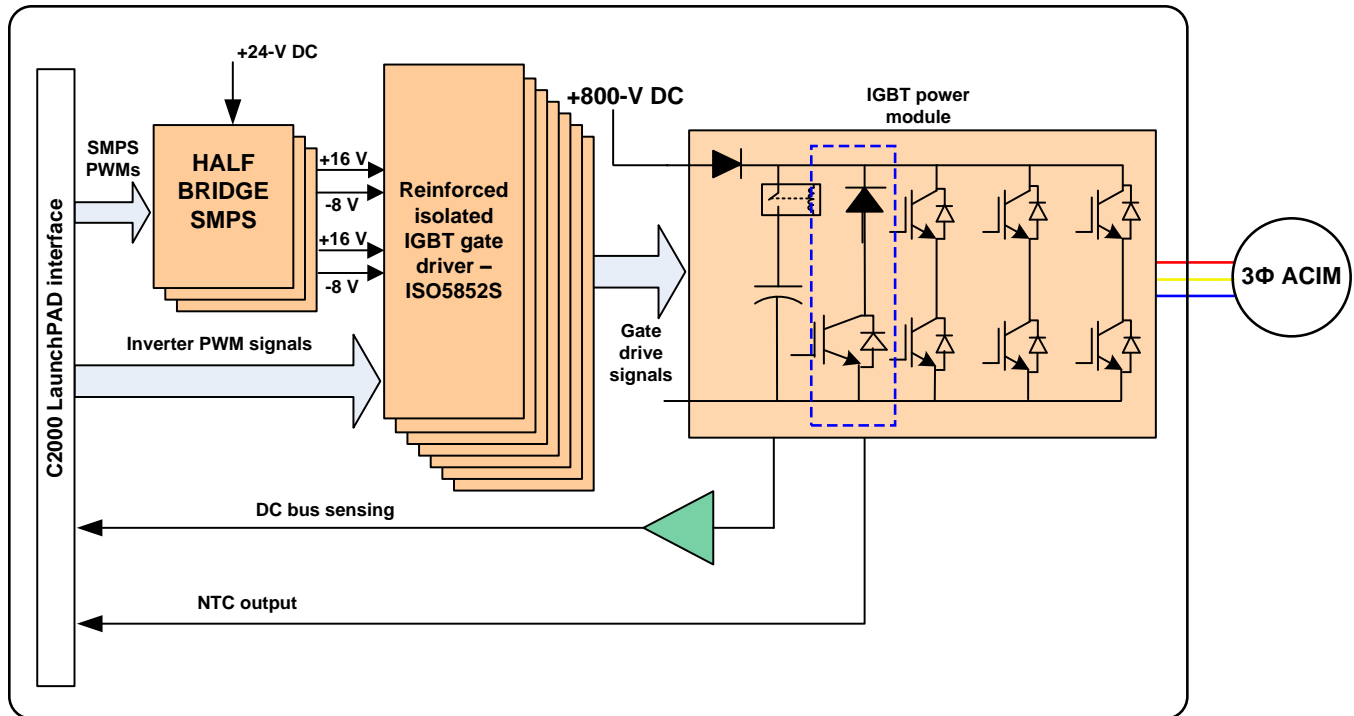 +24-V DC
C2000 LaunchPAD interface
SMPS
PWMs
HALF
BRIDGE
SMPS
+16 V
-8 V
+16 V
-8 V
Reinforced
isolated
IGBT gate
driver –
ISO5852S
Inverter PWM signals
+800-V DC
IGBT power
module
Gate
drive
signals
3Φ ACIM
DC bus sensing
NTC output